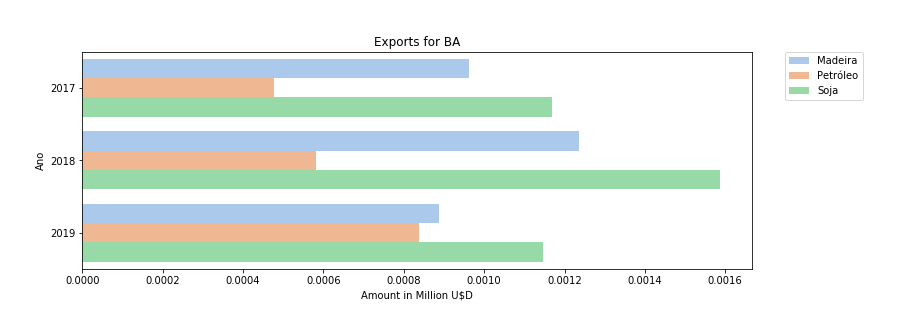 Exports for BA
Madeira
Petróleo
Soja
2017
2018
2019
Ano
0.0000 0.0002 0.0004 0.0006 0.0008 0.0010 0.0012 0.0014 0.0016
Amount in Million U$D